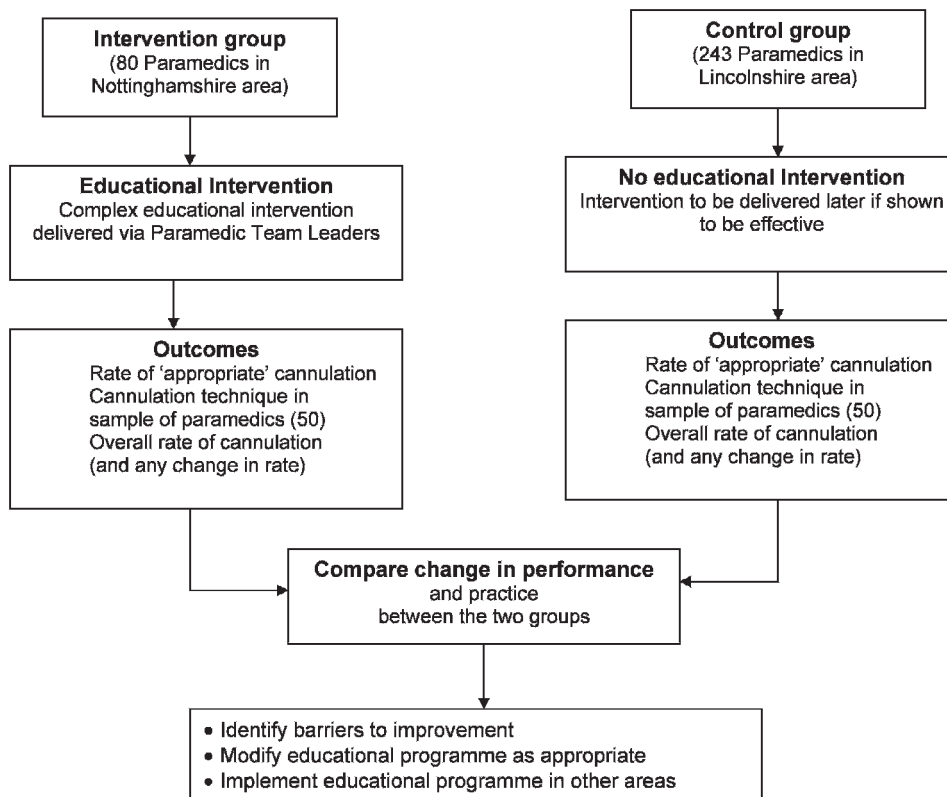 Intervention group
(80 Paramedics in
Nottinghamshire area)
Control group
(243 Paramedics in
Lincolnshire area)
Educational Intervention
Complex educational intervention
delivered via Paramedic Team Leaders
No educational Intervention
Intervention to be delivered later if shown
to be effective
Outcomes
Rate of ‘appropriate’ cannulation
Cannulation technique in
sample of paramedics (50)
Overall rate of cannulation
(and any change in rate)
Outcomes
Rate of ‘appropriate’ cannulation
Cannulation technique in
sample of paramedics (50)
Overall rate of cannulation
(and any change in rate)
Compare change in performance
and practice
between the two groups
• Identify barriers to improvement
• Modify educational programme as appropriate
• Implement educational programme in other areas